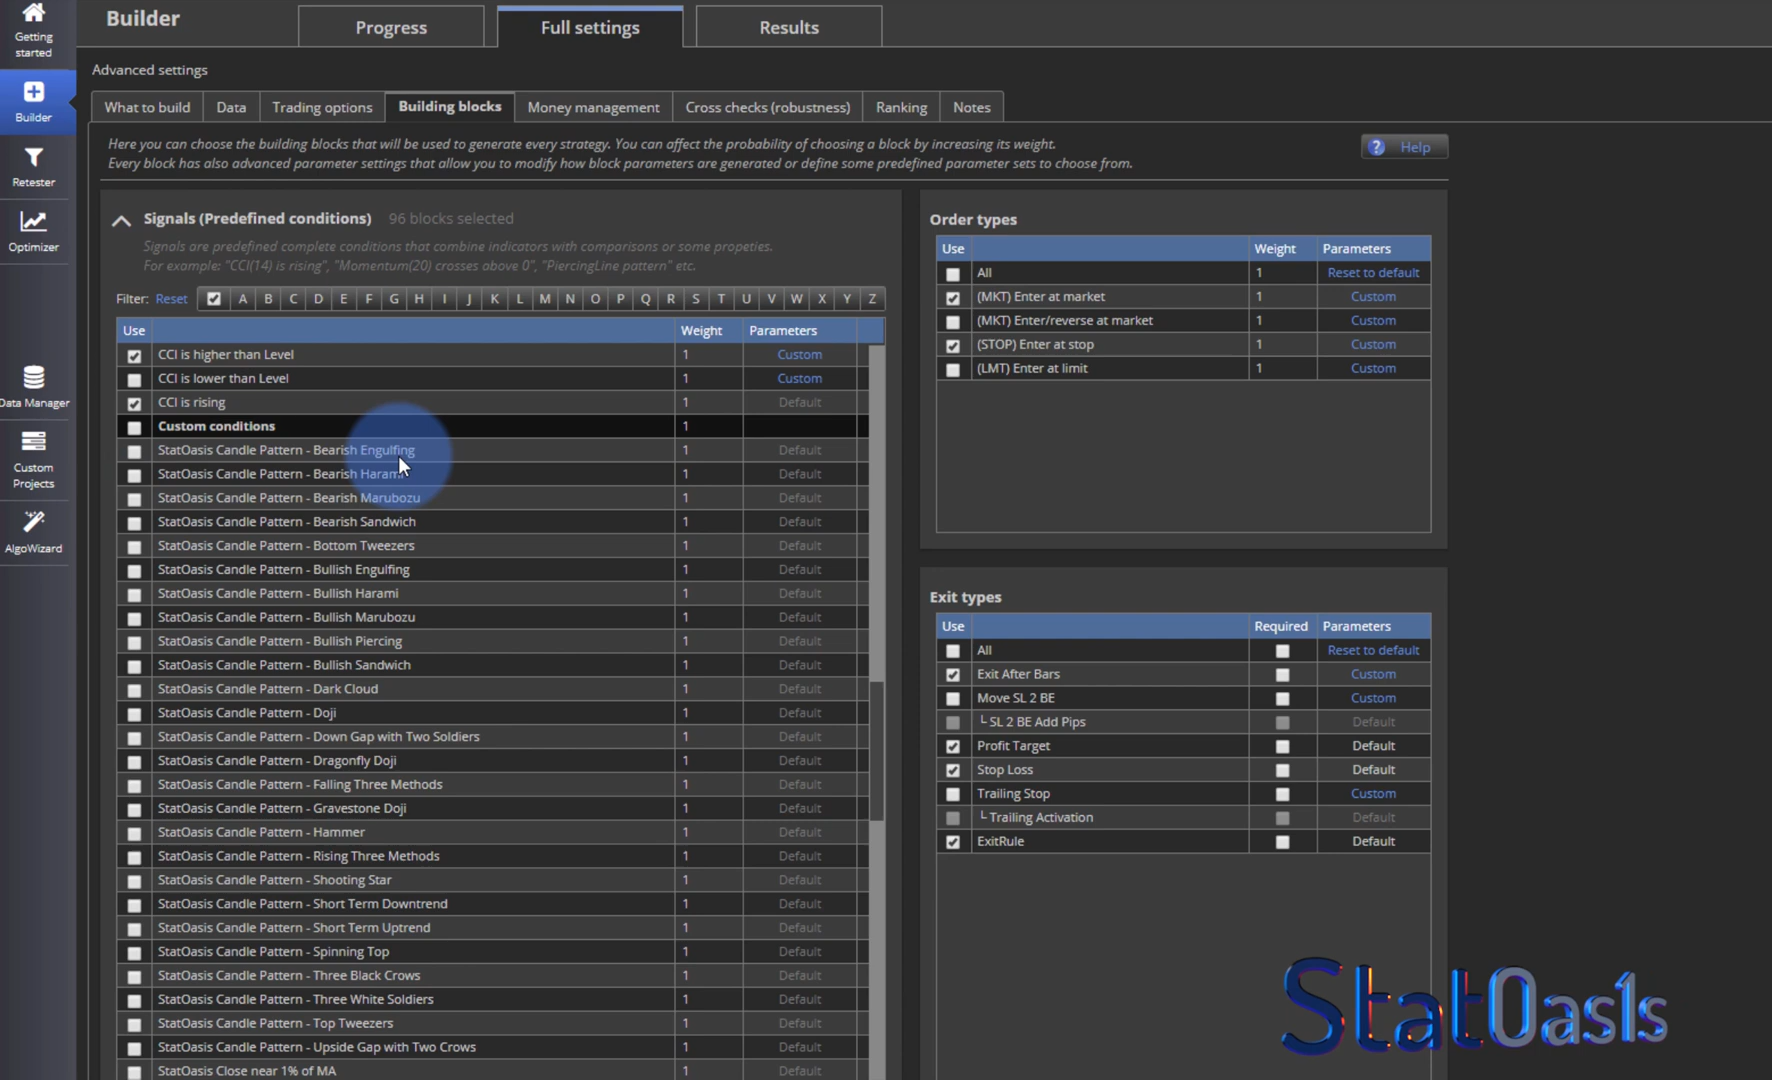 Getting
started
Builder
Retester
Optimizer
Data Manager
Custom
Projects
AlgoWizard
Builder
Progress
Full settings
Results
Advanced settings
What to build
Data
Trading options
Building blocks
Money management
Cross checks (robustness)
Ranking
Notes
Here you can choose the building blocks that will be used to generate every strategy. You can affect the probability of choosing a block by increasing its weight.
Every block has also advanced parameter settings that allow you to modify how block parameters are generated or define some predefined parameter sets to choose from.
? Help
Signals (Predefined conditions) 96 blocks selected
Signals are predefined complete conditions that combine indicators with comparisons or some propeties.
For example: "CCI(14) is rising", "Momentum(20) crosses above 0", "PiercingLine pattern" etc.
Filter: Reset A B C D E F G H I J K L M N O P Q R S T U V W X Y Z
Use Weight Parameters
CCI is higher than Level 1 Custom
CCI is lower than Level 1 Custom
CCI is rising 1 Default
Custom conditions 1
StatOasis Candle Pattern - Bearish Engulfing 1 Default
StatOasis Candle Pattern - Bearish Harami 1 Default
StatOasis Candle Pattern - Bearish Marubozu 1 Default
StatOasis Candle Pattern - Bearish Sandwich 1 Default
StatOasis Candle Pattern - Bottom Tweezers 1 Default
StatOasis Candle Pattern - Bullish Engulfing 1 Default
StatOasis Candle Pattern - Bullish Harami 1 Default
StatOasis Candle Pattern - Bullish Marubozu 1 Default
StatOasis Candle Pattern - Bullish Piercing 1 Default
StatOasis Candle Pattern - Bullish Sandwich 1 Default
StatOasis Candle Pattern - Dark Cloud 1 Default
StatOasis Candle Pattern - Doji 1 Default
StatOasis Candle Pattern - Down Gap with Two Soldiers 1 Default
StatOasis Candle Pattern - Dragonfly Doji 1 Default
StatOasis Candle Pattern - Falling Three Methods 1 Default
StatOasis Candle Pattern - Gravestone Doji 1 Default
StatOasis Candle Pattern - Hammer 1 Default
StatOasis Candle Pattern - Rising Three Methods 1 Default
StatOasis Candle Pattern - Shooting Star 1 Default
StatOasis Candle Pattern - Short Term Downtrend 1 Default
StatOasis Candle Pattern - Short Term Uptrend 1 Default
StatOasis Candle Pattern - Spinning Top 1 Default
StatOasis Candle Pattern - Three Black Crows 1 Default
StatOasis Candle Pattern - Three White Soldiers 1 Default
StatOasis Candle Pattern - Top Tweezers 1 Default
StatOasis Candle Pattern - Upside Gap with Two Crows 1 Default
StatOasis Close near 1% of MA 1 Default
Order types
Use Weight Parameters
All 1 Reset to default
(MKT) Enter at market 1 Custom
(MKT) Enter/reverse at market 1 Custom
(STOP) Enter at stop 1 Custom
(LMT) Enter at limit 1 Custom
Exit types
Use Required Parameters
All Reset to default
Exit After Bars Custom
Move SL 2 BE Custom
SL 2 BE Add Pips Default
Profit Target Default
Stop Loss Default
Trailing Stop Custom
Trailing Activation Default
ExitRule Default
StatOasis